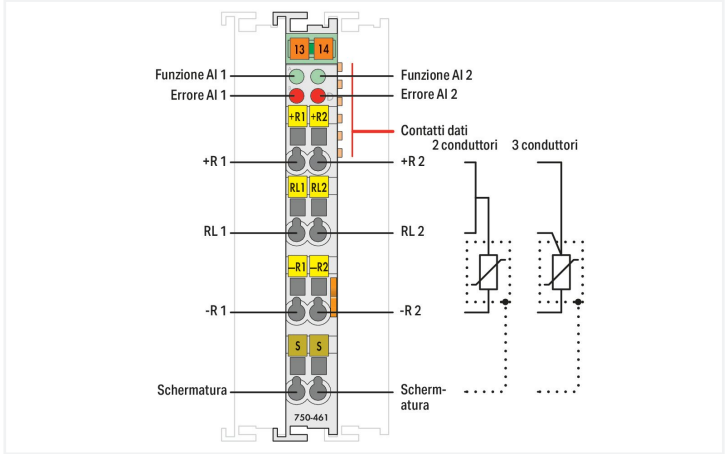 13 14
Funzione AI 1
Funzione AI 2
Errore AI 1
Errore AI 2
+R1 +R2
Contatti dati
2 conduttori 3 conduttori
+R 1
+R 2
RL1 RL2
RL 1
RL 2
–R1 –R2
-R 1
-R 2
S S
Schermatura
Scherm-
atura
750-461